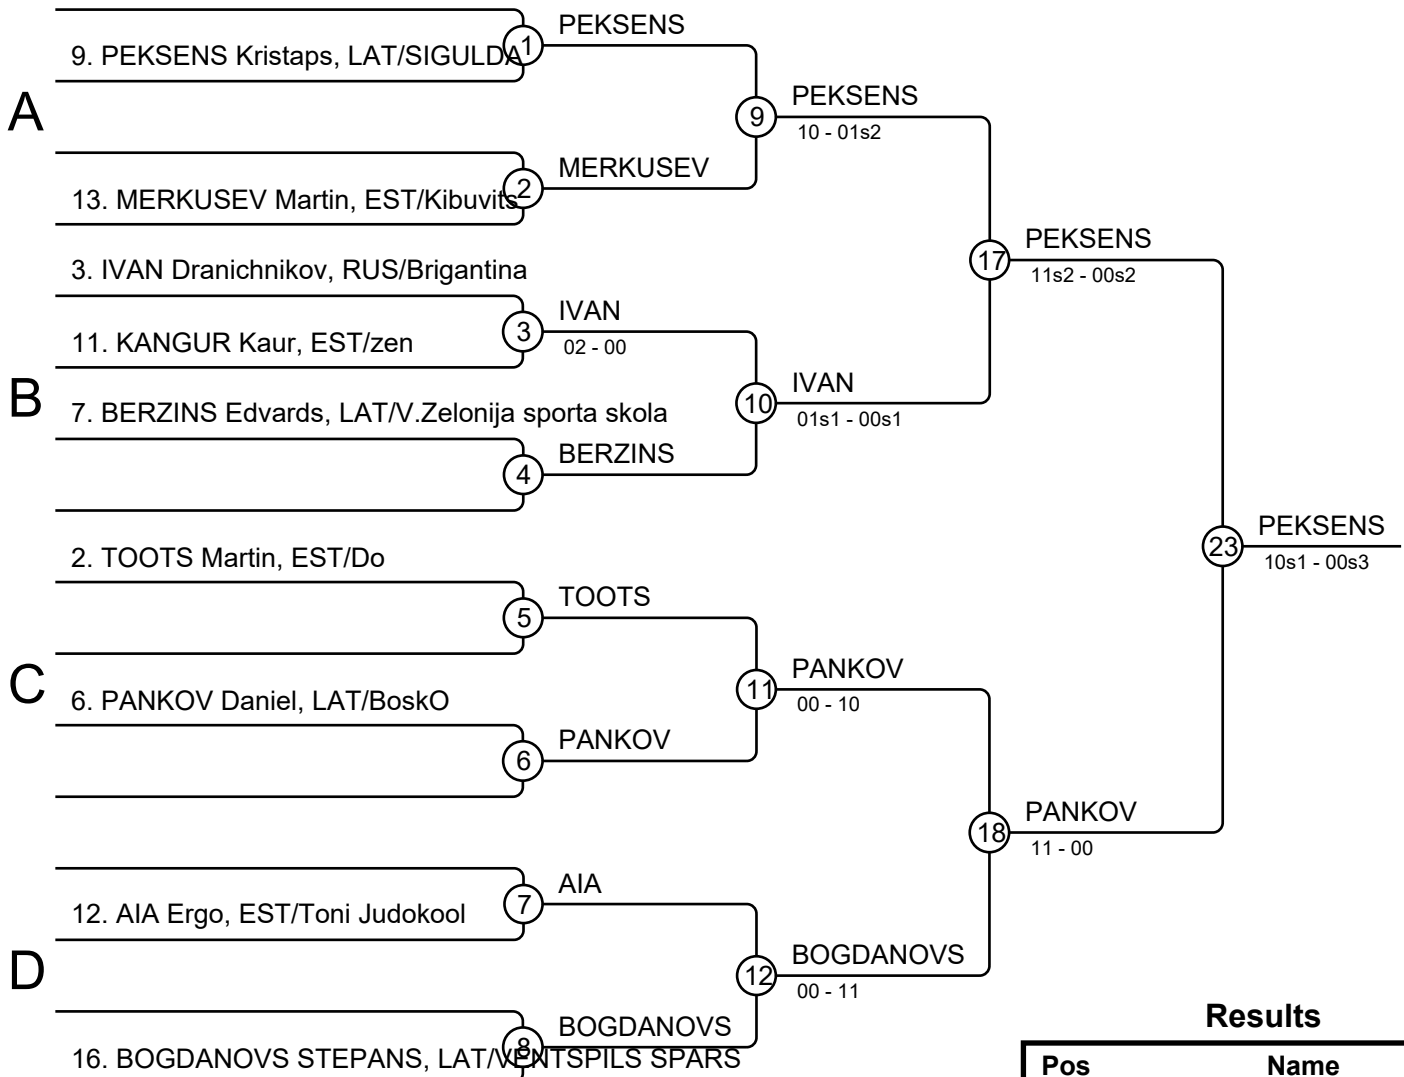 PEKSENS
9. PEKSENS Kristaps, LAT/SIGULDA
1
A
PEKSENS
9
10 - 01s2
MERKUSEV
13. MERKUSEV Martin, EST/Kibuvits
2
3. IVAN Dranichnikov, RUS/Brigantina
PEKSENS
17
11s2 - 00s2
IVAN
3
02 - 00
11. KANGUR Kaur, EST/zen
B
IVAN
10
01s1 - 00s1
7. BERZINS Edvards, LAT/V.Zelonija sporta skola
BERZINS
4
PEKSENS
23
10s1 - 00s3
2. TOOTS Martin, EST/Do
TOOTS
5
C
PANKOV
11
00 - 10
6. PANKOV Daniel, LAT/BoskO
PANKOV
6
PANKOV
18
11 - 00
AIA
7
12. AIA Ergo, EST/Toni Judokool
D
BOGDANOVS
12
00 - 11
BOGDANOVS
8
16. BOGDANOVS STEPANS, LAT/VENTSPILS SPARS
Results
Pos Name